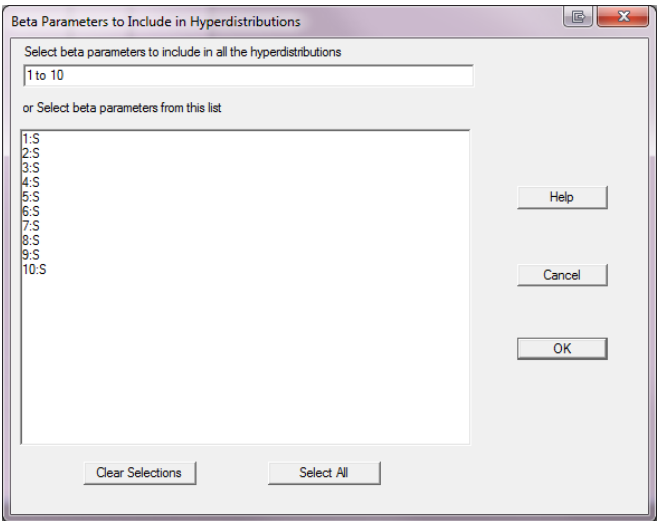 Beta Parameters to Include in Hyperdistributions
Select beta parameters to include in all the hyperdistributions
1 to 10
or Select beta parameters from this list
1:S
2:S
3:S
4:S
5:S
6:S
7:S
8:S
9:S
10:S
Help
Cancel
OK
Clear Selections
Select All